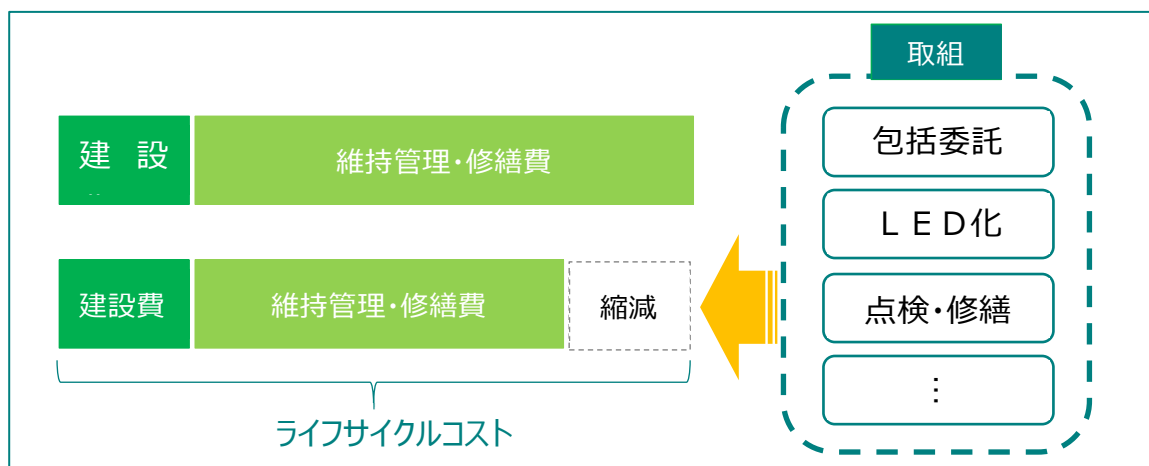 取組
建　設
維持管理・修繕費
建設費
維持管理・修繕費
縮減
ライフサイクルコスト
包括委託
ＬＥＤ化
点検・修繕
⋮